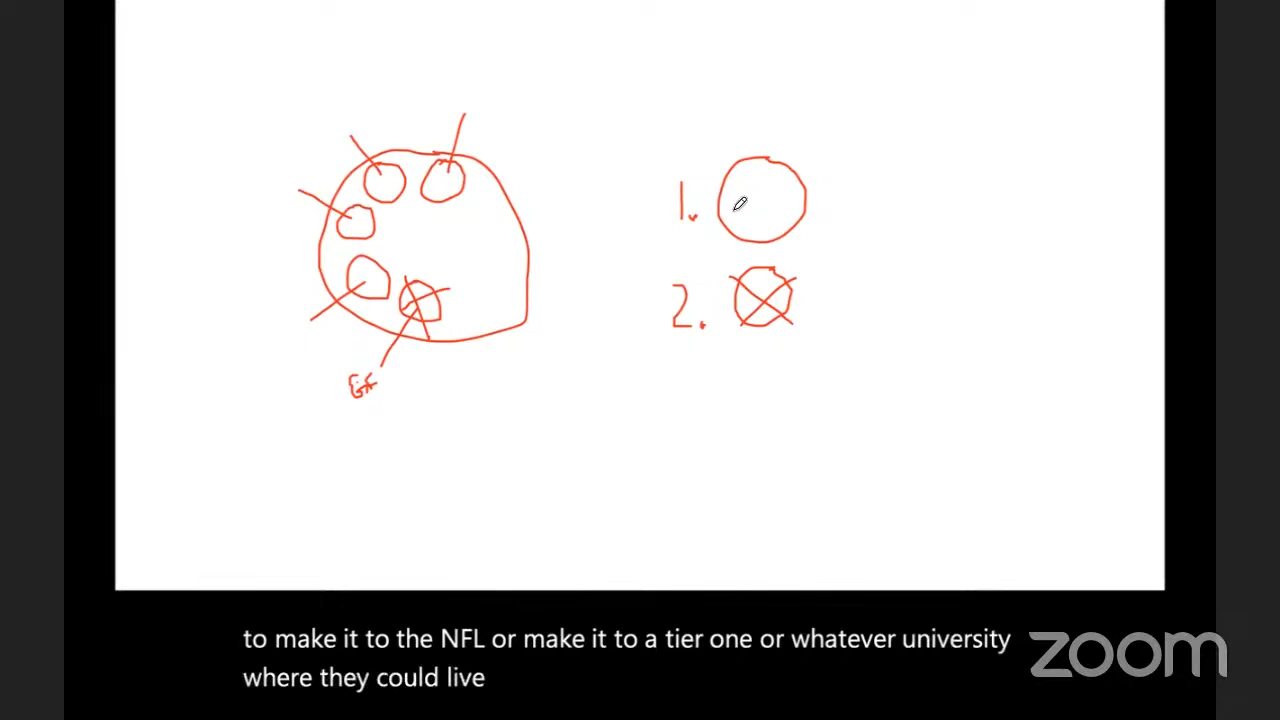 1.
2.
to make it to the NFL or make it to a tier one or whatever university
where they could live
zoom